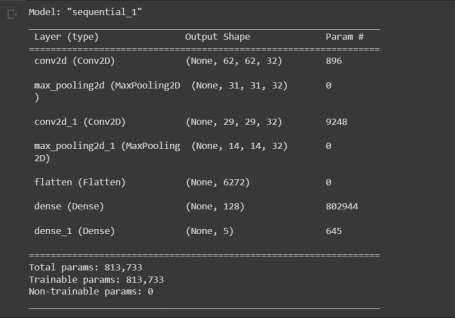 Model: "sequential_1"
Layer (type) Output Shape Param #
=================================================================
conv2d (Conv2D) (None, 62, 62, 32) 896
max_pooling2d (MaxPooling2D (None, 31, 31, 32) 0
)
conv2d_1 (Conv2D) (None, 29, 29, 32) 9248
max_pooling2d_1 (MaxPooling (None, 14, 14, 32) 0
2D)
flatten (Flatten) (None, 6272) 0
dense (Dense) (None, 128) 802944
dense_1 (Dense) (None, 5) 645
=================================================================
Total params: 813,733
Trainable params: 813,733
Non-trainable params: 0